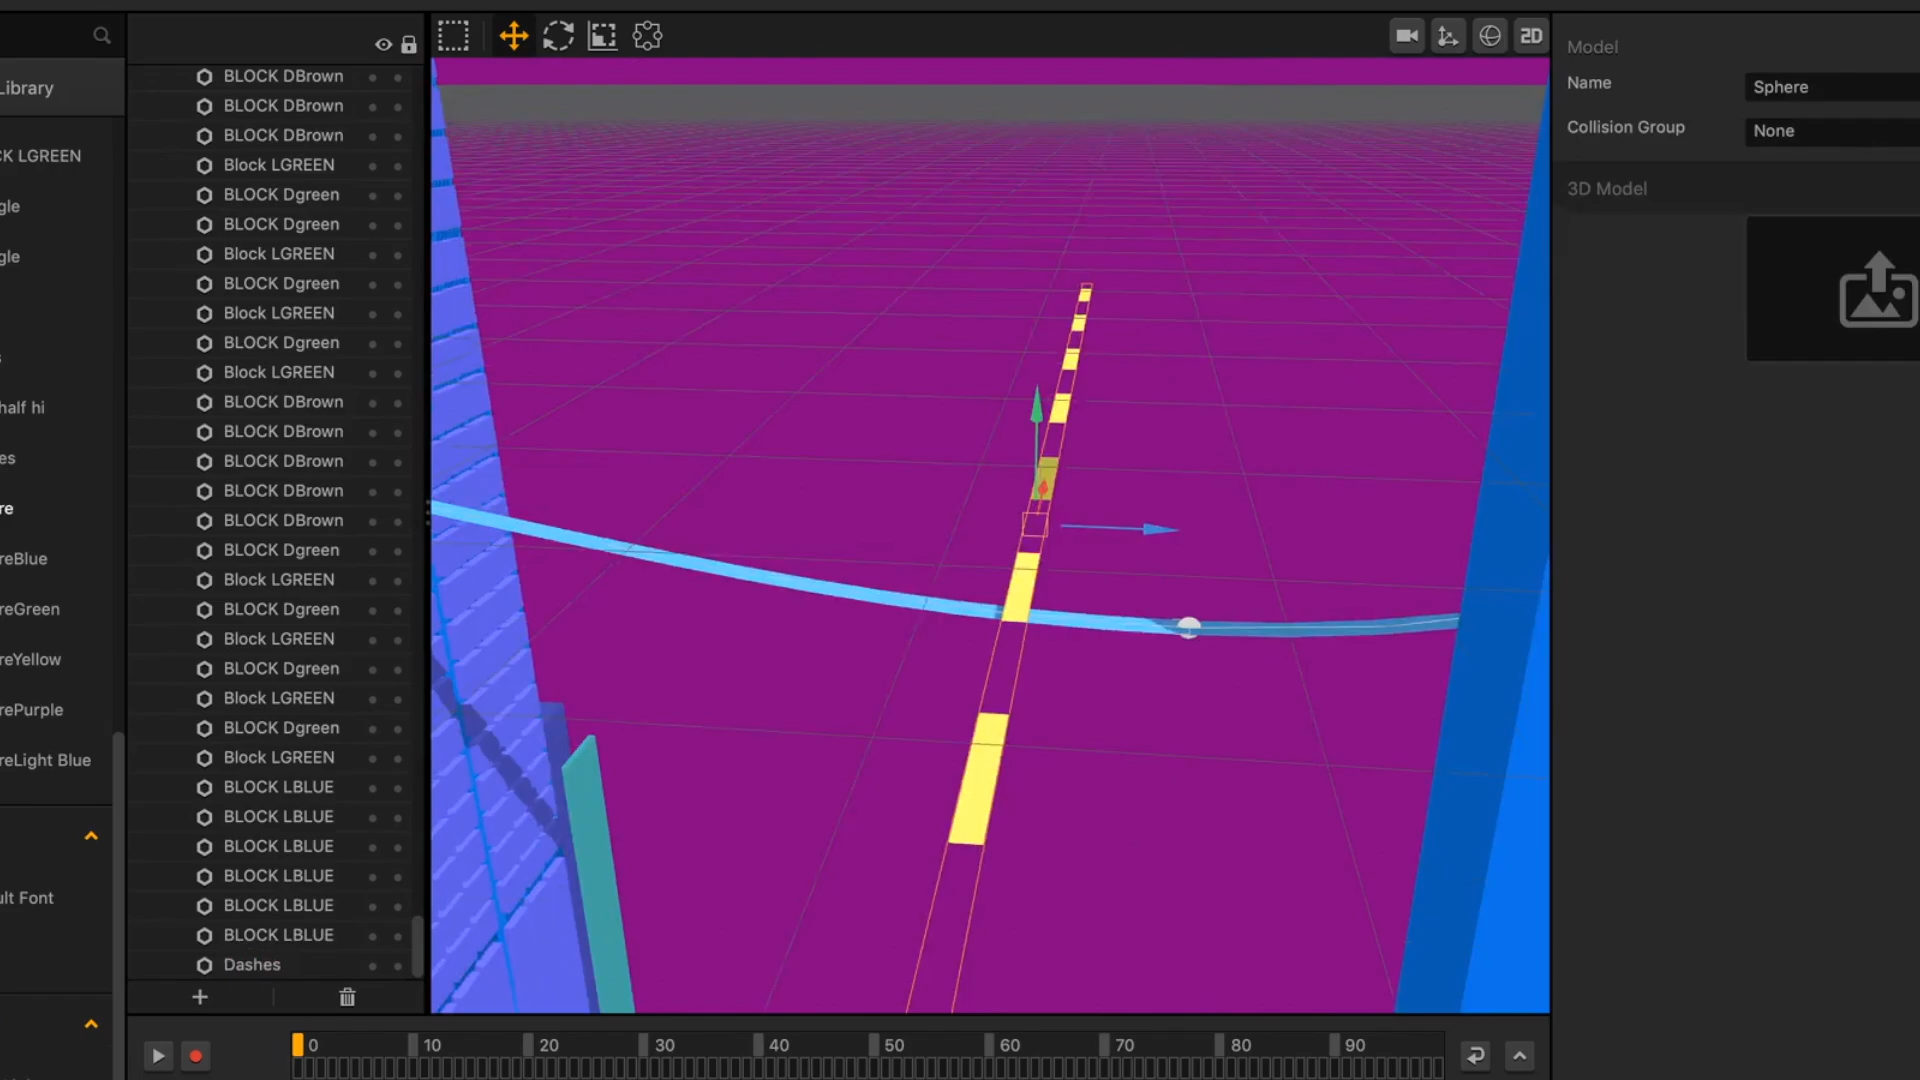 Library
CK LGREEN
gle
gle
s
half hi
es
re
reBlue
reGreen
reYellow
rePurple
reLight Blue
ult Font
BLOCK DBrown
BLOCK DBrown
BLOCK DBrown
Block LGREEN
BLOCK Dgreen
BLOCK Dgreen
Block LGREEN
BLOCK Dgreen
Block LGREEN
BLOCK Dgreen
Block LGREEN
BLOCK DBrown
BLOCK DBrown
BLOCK DBrown
BLOCK DBrown
BLOCK DBrown
BLOCK Dgreen
Block LGREEN
BLOCK Dgreen
Block LGREEN
BLOCK Dgreen
Block LGREEN
BLOCK Dgreen
Block LGREEN
BLOCK LBLUE
BLOCK LBLUE
BLOCK LBLUE
BLOCK LBLUE
BLOCK LBLUE
BLOCK LBLUE
Dashes
2D
Model
Name Sphere
Collision Group None
3D Model
0 10 20 30 40 50 60 70 80 90